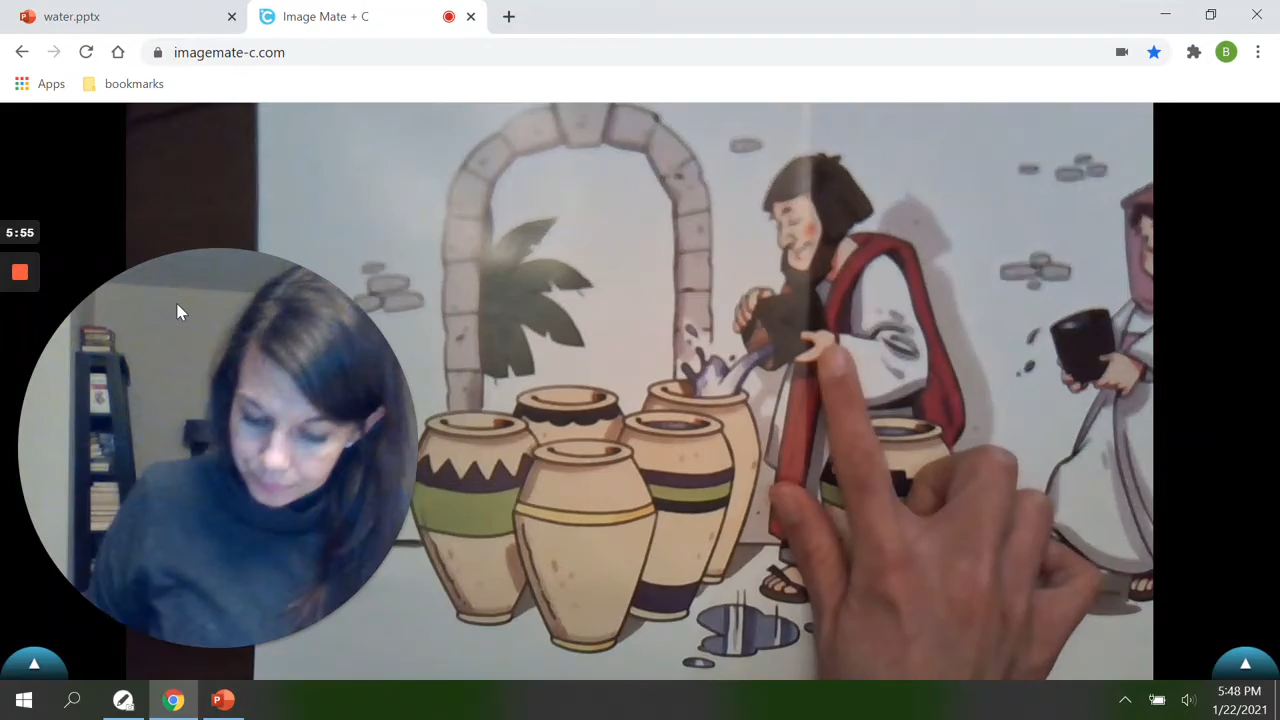 water.pptx
Image Mate + C
imagemate-c.com
B
Apps
bookmarks
5:55
5:48 PM
1/22/2021